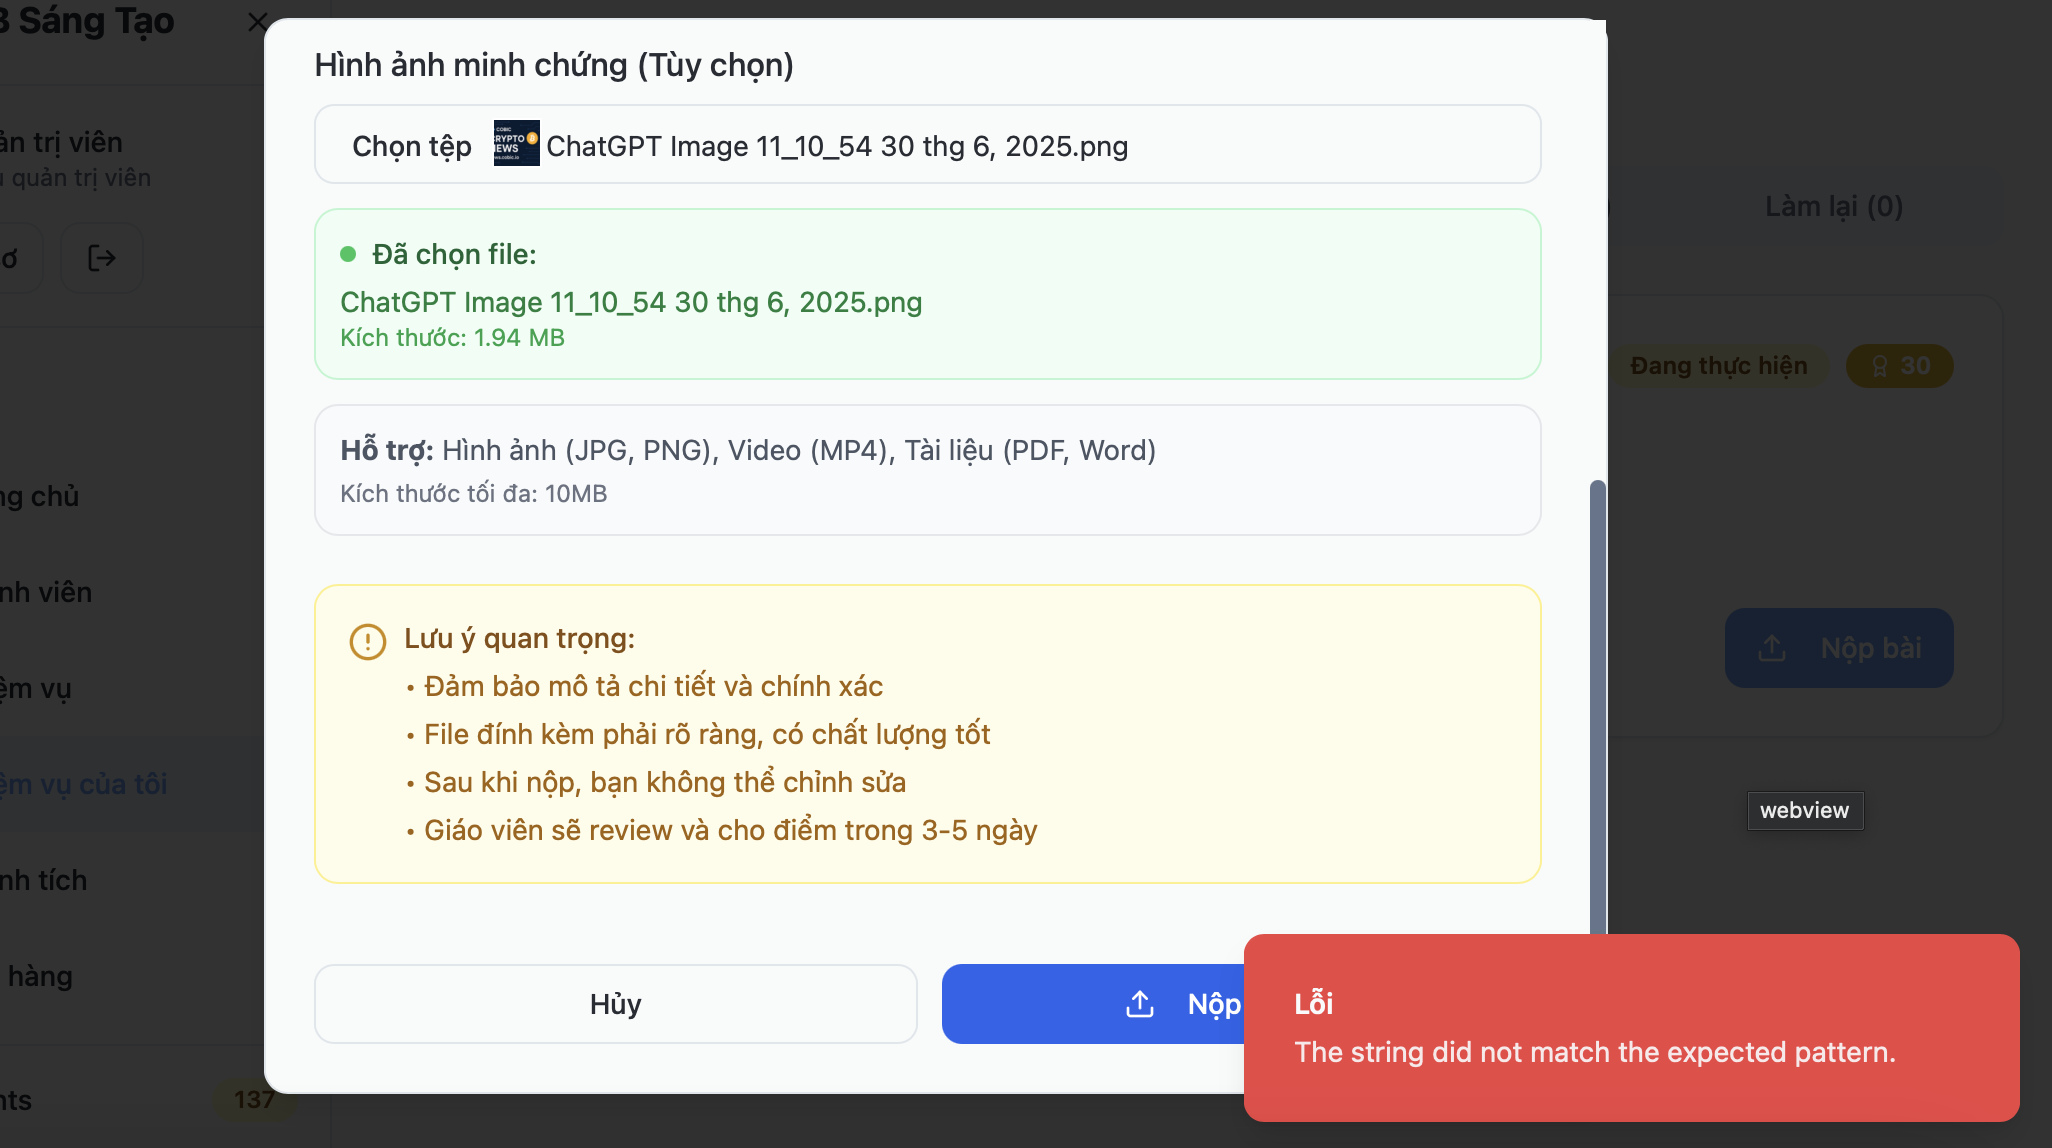 3 Sáng Tạo
ản trị viên
quản trị viên
ng chủ
nh viên
ệm vụ
ệm vụ của tôi
nh tích
hàng
nts
137
Hình ảnh minh chứng (Tùy chọn)
Chọn tệp ChatGPT Image 11_10_54 30 thg 6, 2025.png
Đã chọn file:
ChatGPT Image 11_10_54 30 thg 6, 2025.png
Kích thước: 1.94 MB
Hỗ trợ: Hình ảnh (JPG, PNG), Video (MP4), Tài liệu (PDF, Word)
Kích thước tối đa: 10MB
Lưu ý quan trọng:
• Đảm bảo mô tả chi tiết và chính xác
• File đính kèm phải rõ ràng, có chất lượng tốt
• Sau khi nộp, bạn không thể chỉnh sửa
• Giáo viên sẽ review và cho điểm trong 3-5 ngày
Hủy
Nộp
Làm lại (0)
Đang thực hiện
30
Nộp bài
webview
Lỗi
The string did not match the expected pattern.